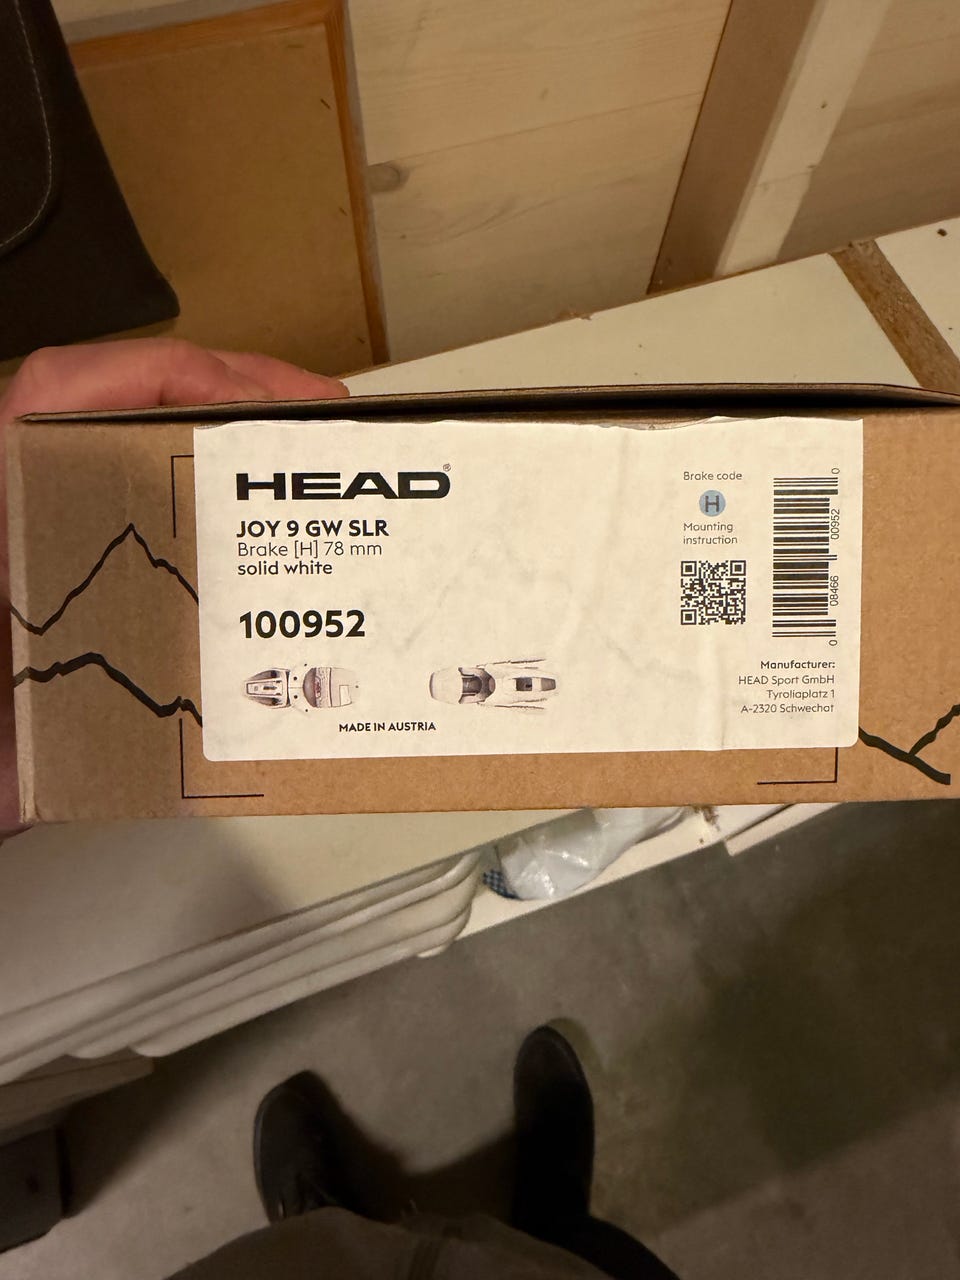 HEAD®
JOY 9 GW SLR
Brake [H] 78 mm
solid white
100952
MADE IN AUSTRIA
Brake code
H
Mounting
instruction
0 08466 00952 0
Manufacturer:
HEAD Sport GmbH
Tyroliaplatz 1
A-2320 Schwechat